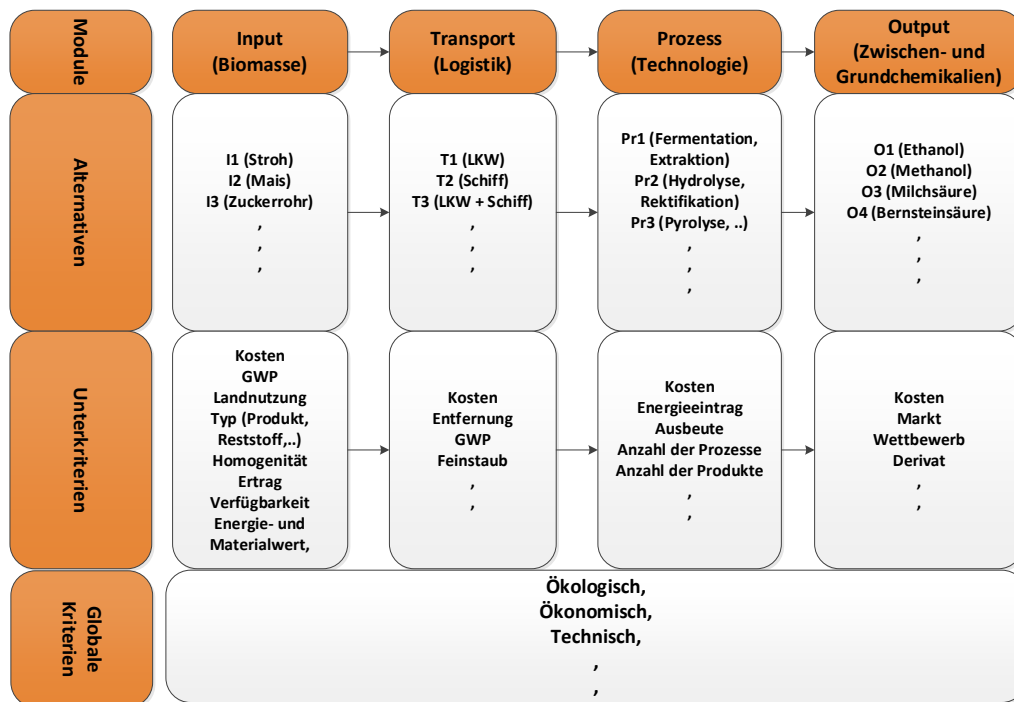 Module
Input
(Biomasse)
Transport
(Logistik)
Prozess
(Technologie)
Output
(Zwischen- und
Grundchemikalien)
Alternativen
I1 (Stroh)
I2 (Mais)
I3 (Zuckerrohr)
,
,
,
T1 (LKW)
T2 (Schiff)
T3 (LKW + Schiff)
,
,
,
Pr1 (Fermentation,
Extraktion)
Pr2 (Hydrolyse,
Rektifikation)
Pr3 (Pyrolyse, ..)
,
,
,
O1 (Ethanol)
O2 (Methanol)
O3 (Milchsäure)
O4 (Bernsteinsäure)
,
,
,
Unterkriterien
Kosten
GWP
Landnutzung
Typ (Produkt,
Reststoff,..)
Homogenität
Ertrag
Verfügbarkeit
Energie- und
Materialwert,
Kosten
Entfernung
GWP
Feinstaub
,
,
Kosten
Energieeintrag
Ausbeute
Anzahl der Prozesse
Anzahl der Produkte
,
,
Kosten
Markt
Wettbewerb
Derivat
,
,
Globale
Kriterien
Ökologisch,
Ökonomisch,
Technisch,
,
,